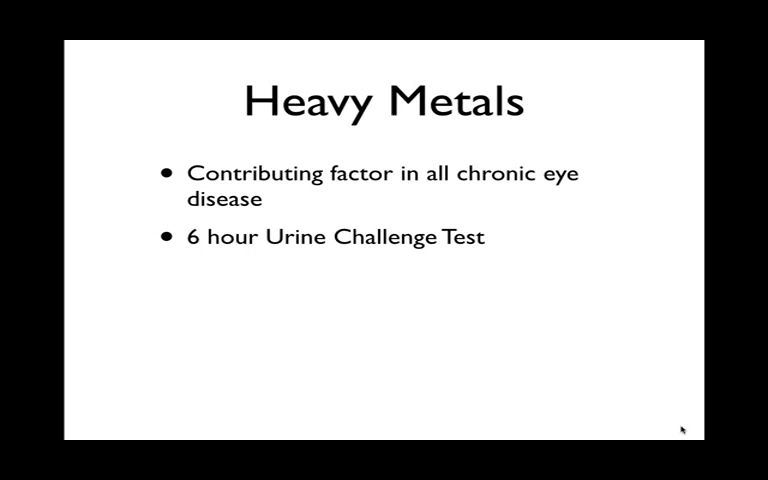 Heavy Metals
• Contributing factor in all chronic eye
disease
• 6 hour Urine Challenge Test